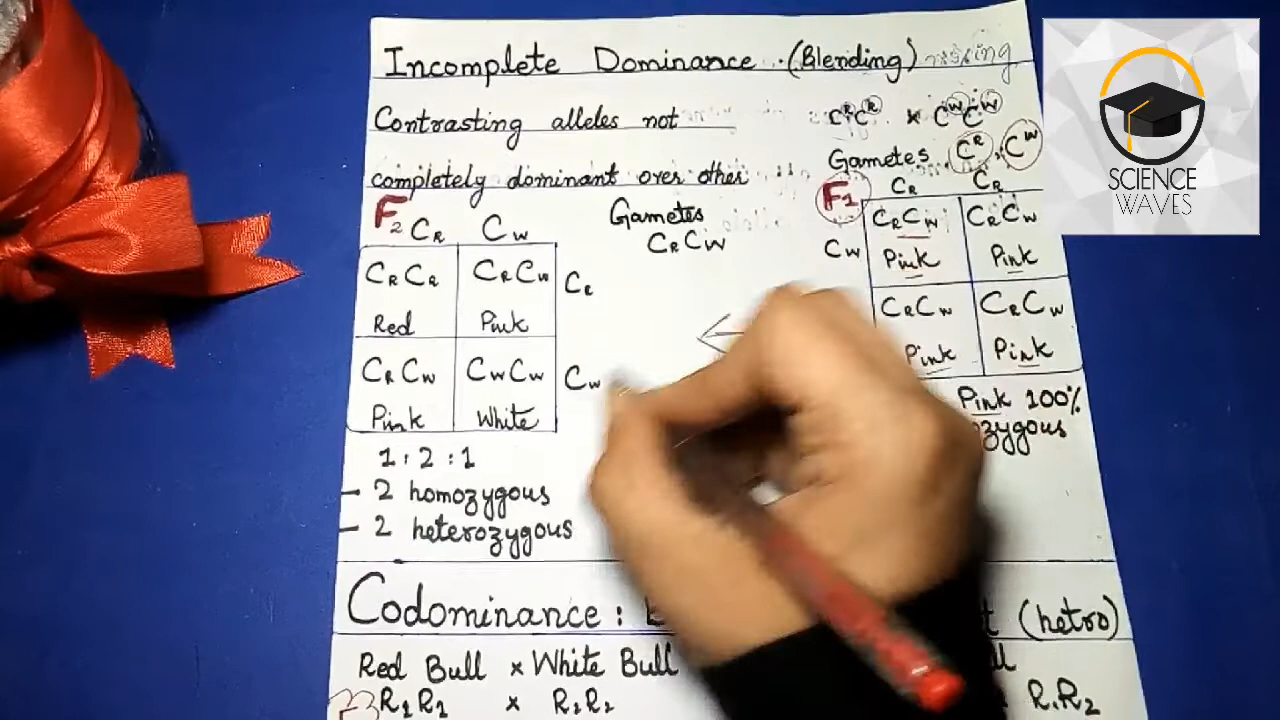 Incomplete Dominance (Blending)
Contrasting alleles not
completely dominant over other
CᴿCᴿ × CᵂCᵂ
Gametes Cᴿ, Cᵂ
F1
CR CR
CW
CRCW CRCW
Pink Pink
CRCW CRCW
Pink Pink
Pink 100%
F2
CR CW
Gametes
CRCW
CRCR CRCW CR
Red Pink
CRCW CWCW CW
Pink White
1 : 2 : 1
- 2 homozygous
- 2 heterozygous
Codominance : (hetro)
Red Bull × White Bull
R1R1 × R2R2 R1R2
SCIENCE
WAVES